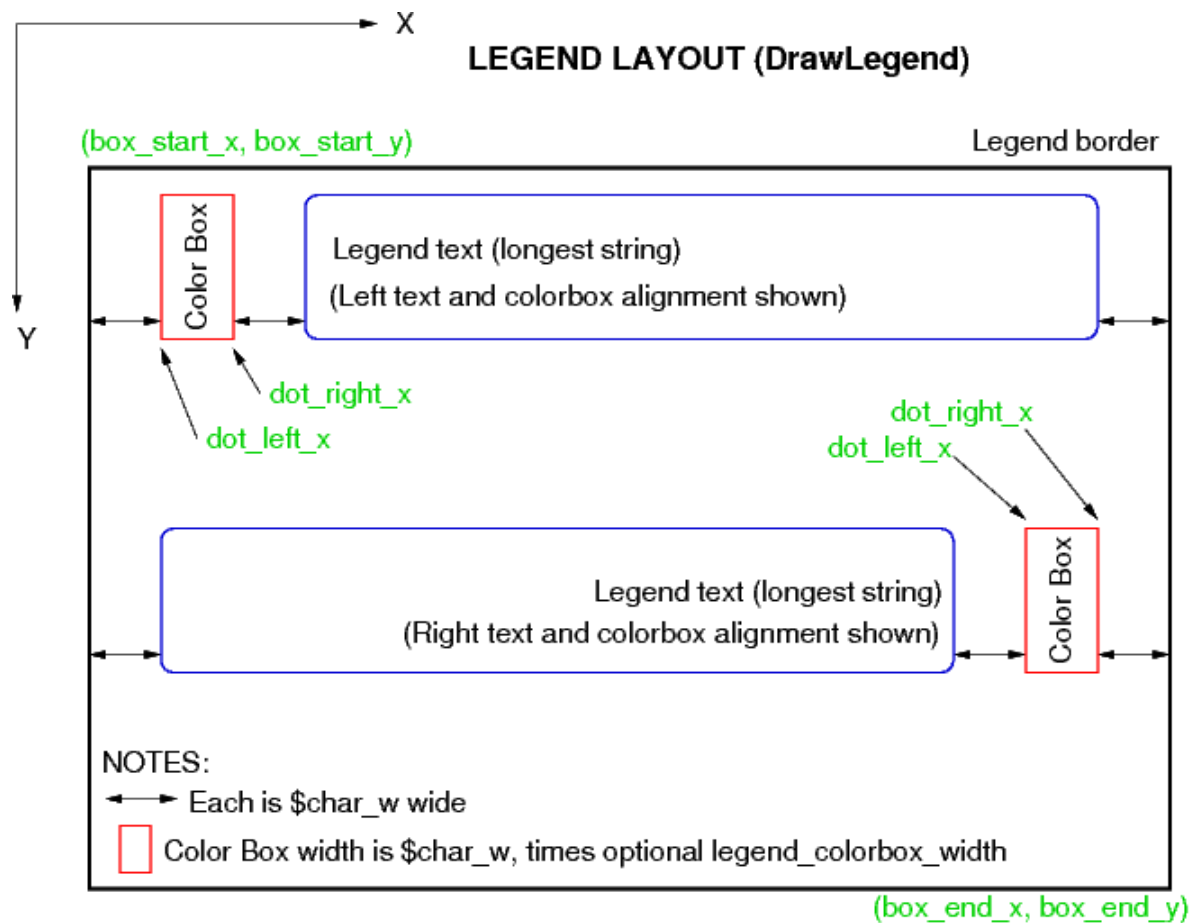 X
LEGEND LAYOUT (DrawLegend)
(box_start_x, box_start_y)
Legend border
Color Box
Legend text (longest string)
(Left text and colorbox alignment shown)
Y
dot_right_x
dot_left_x
dot_right_x
dot_left_x
Legend text (longest string)
(Right text and colorbox alignment shown)
Color Box
NOTES:
Each is $char_w wide
Color Box width is $char_w, times optional legend_colorbox_width
(box_end_x, box_end_y)